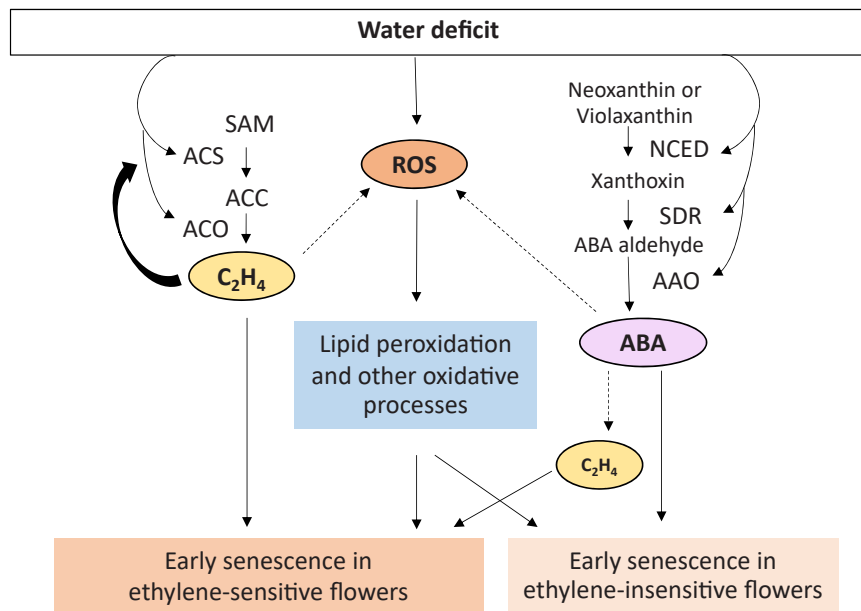 Water deficit
SAM
ACS
ACC
ACO
C₂H₄
ROS
Lipid peroxidation
and other oxidative
processes
Neoxanthin or
Violaxanthin
NCED
Xanthoxin
SDR
ABA aldehyde
AAO
ABA
C₂H₄
Early senescence in
ethylene-sensitive flowers
Early senescence in
ethylene-insensitive flowers